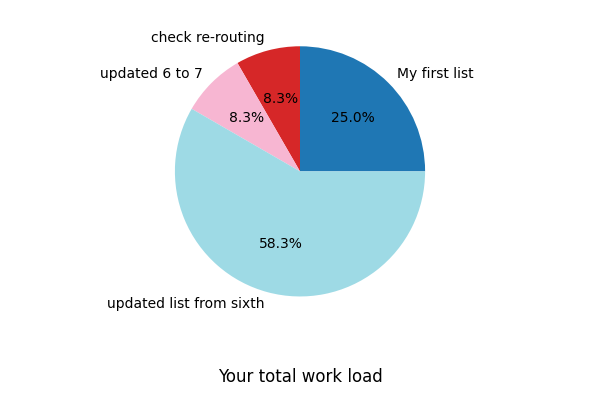 check re-routing
updated 6 to 7
My first list
8.3%
8.3%
25.0%
58.3%
updated list from sixth
Your total work load